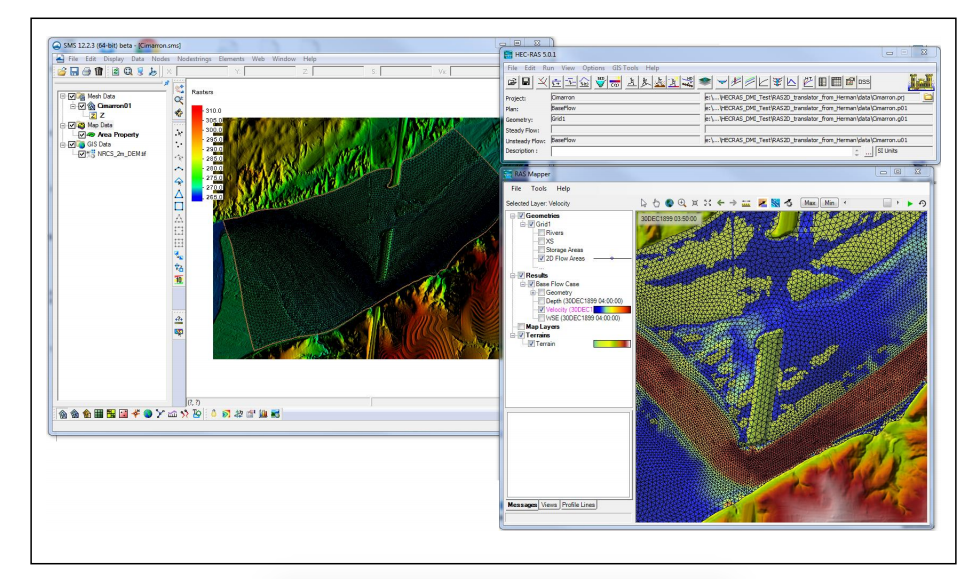 SMS 12.2.3 (64-bit) beta - [Cimarron.sms]
File Edit Display Data Nodes Nodestrings Elements Web Window Help
X: Y: Z: S: Vx:
Mesh Data
Cimarron01
Z
Map Data
Area Property
GIS Data
NRCS_2m_DEM.tif
Rasters
310.0
305.0
300.0
295.0
290.0
285.0
280.0
275.0
270.0
265.0
(?, ?)
HEC-RAS 5.0.1
File Edit Run View Options GIS Tools Help
DSS
Project: Cimarron e:\...\HECRAS_DMI_Test\RAS2D_translator_from_Herman\data\Cimarron.prj
Plan: BaseFlow e:\...\HECRAS_DMI_Test\RAS2D_translator_from_Herman\data\Cimarron.p01
Geometry: Grid1 e:\...\HECRAS_DMI_Test\RAS2D_translator_from_Herman\data\Cimarron.g01
Steady Flow:
Unsteady Flow: BaseFlow e:\...\HECRAS_DMI_Test\RAS2D_translator_from_Herman\data\Cimarron.u01
Description : ... SI Units
RAS Mapper
File Tools Help
Selected Layer: Velocity
Max Min
Geometries
Grid1
Rivers
XS
Storage Areas
2D Flow Areas
Results
Base Flow Case
Geometry
Depth (30DEC1899 04:00:00)
Velocity (30DEC1
WSE (30DEC1899 04:00:00)
Map Layers
Terrains
Terrain
30DEC1899 03:50:00
Messages Views Profile Lines